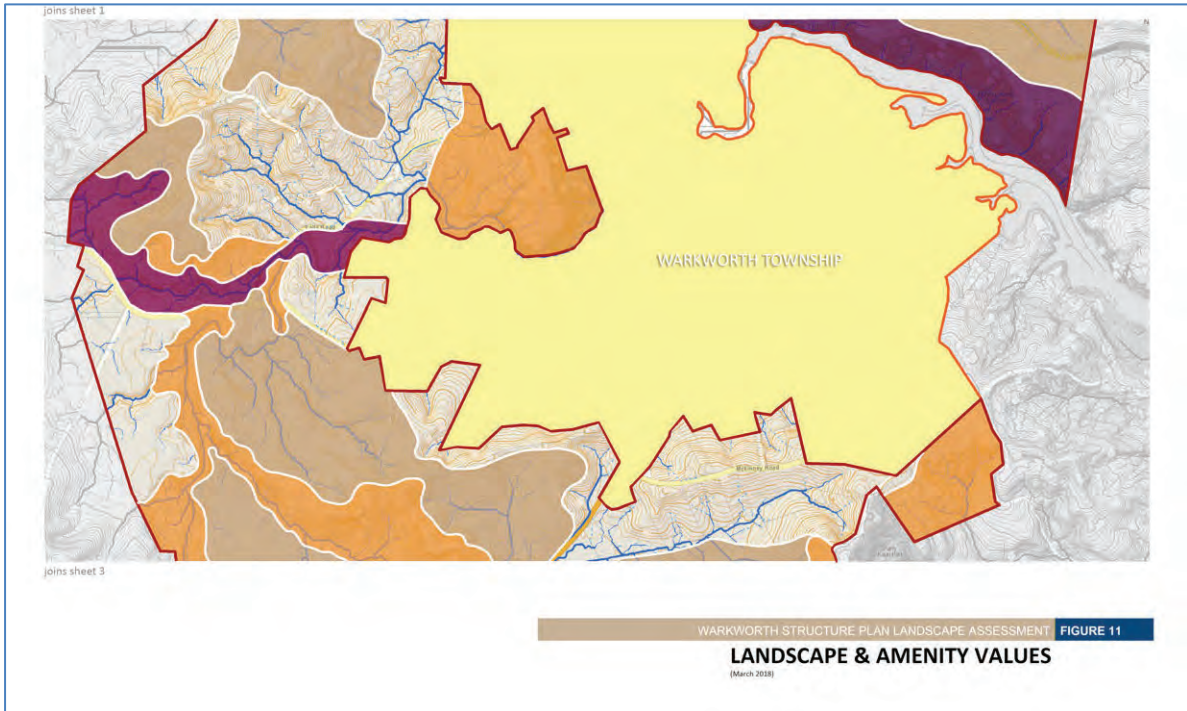 joins sheet 1
N
WARKWORTH TOWNSHIP
joins sheet 3
WARKWORTH STRUCTURE PLAN LANDSCAPE ASSESSMENT FIGURE 11
LANDSCAPE & AMENITY VALUES
(March 2018)